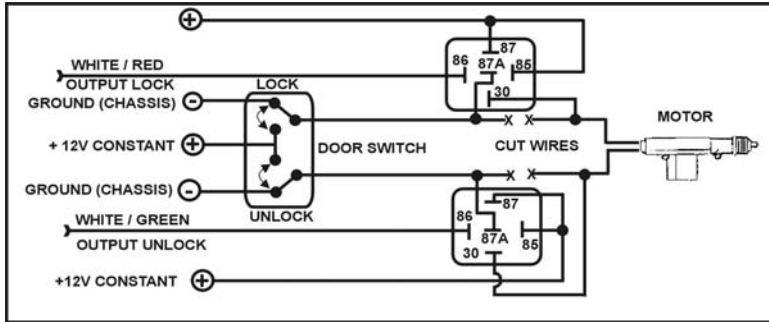 +
87
WHITE / RED
86
87A
85
OUTPUT LOCK
LOCK
30
GROUND (CHASSIS) -
MOTOR
+ 12V CONSTANT +
DOOR SWITCH
X X
CUT WIRES
X X
GROUND (CHASSIS) -
UNLOCK
WHITE / GREEN
86
87
OUTPUT UNLOCK
87A
85
30
+12V CONSTANT +